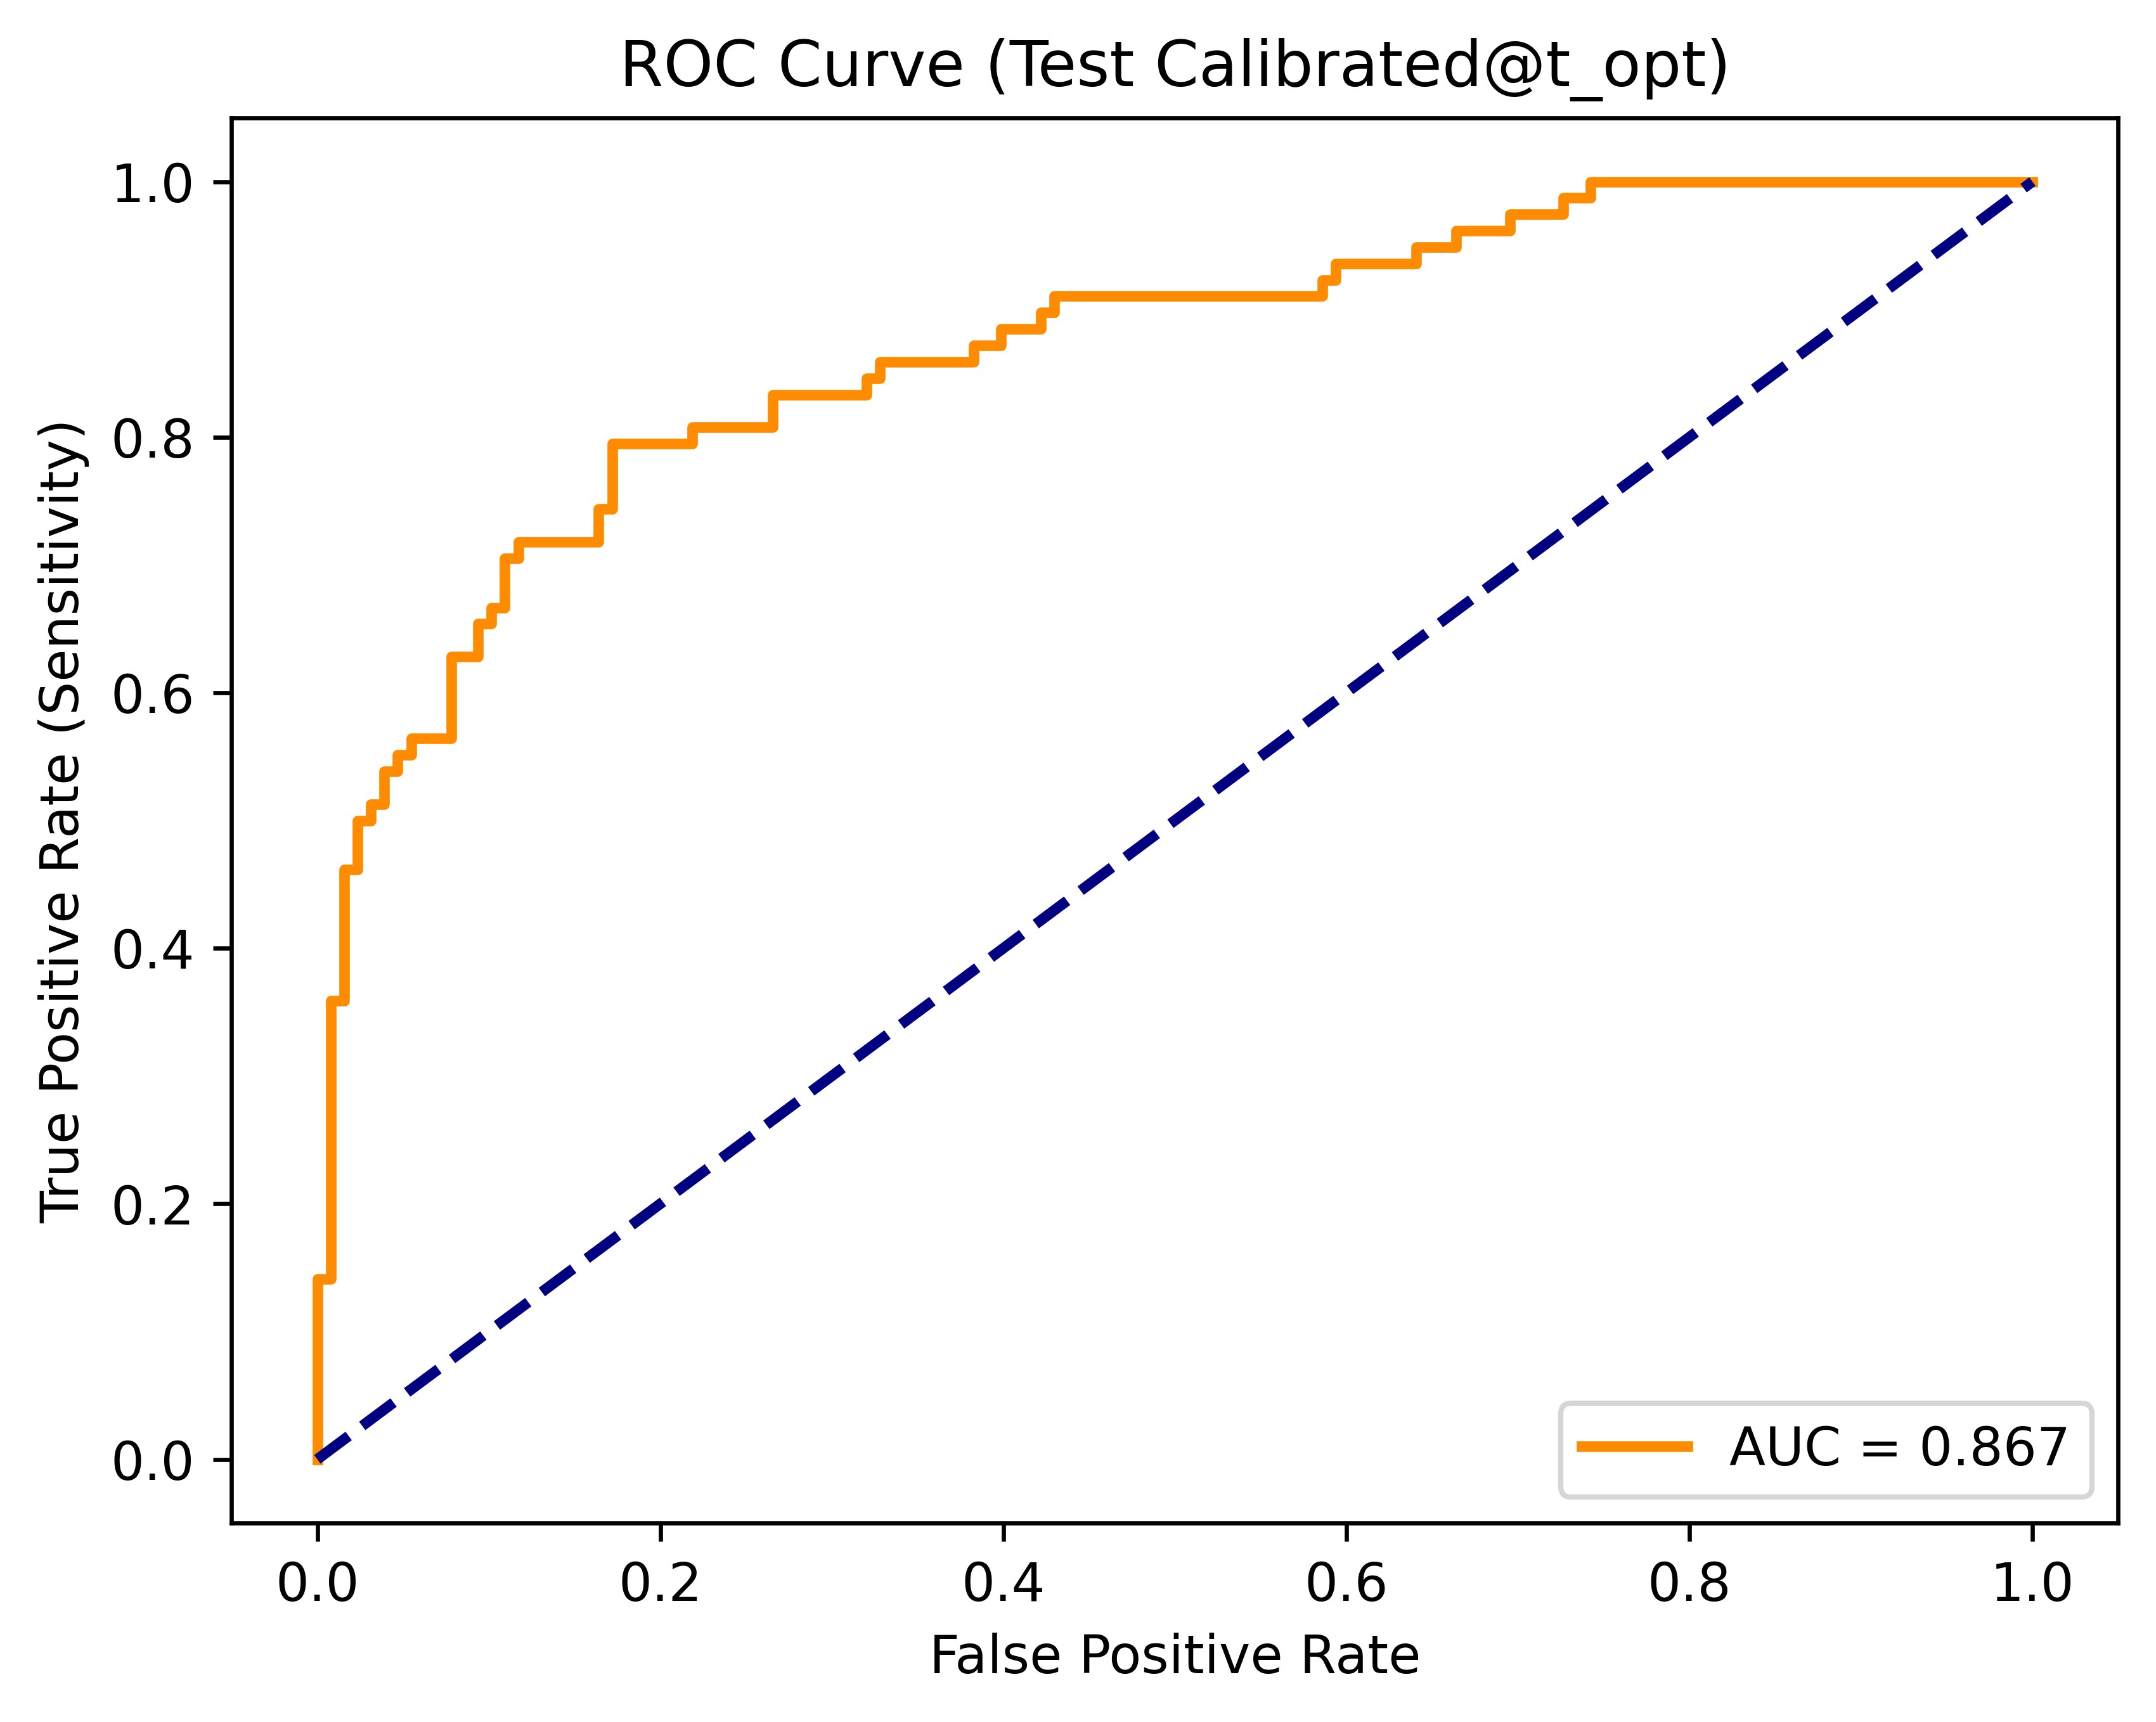 ROC Curve (Test Calibrated@t_opt)
True Positive Rate (Sensitivity)
1.0
0.8
0.6
0.4
0.2
0.0
AUC = 0.867
0.0 0.2 0.4 0.6 0.8 1.0
False Positive Rate